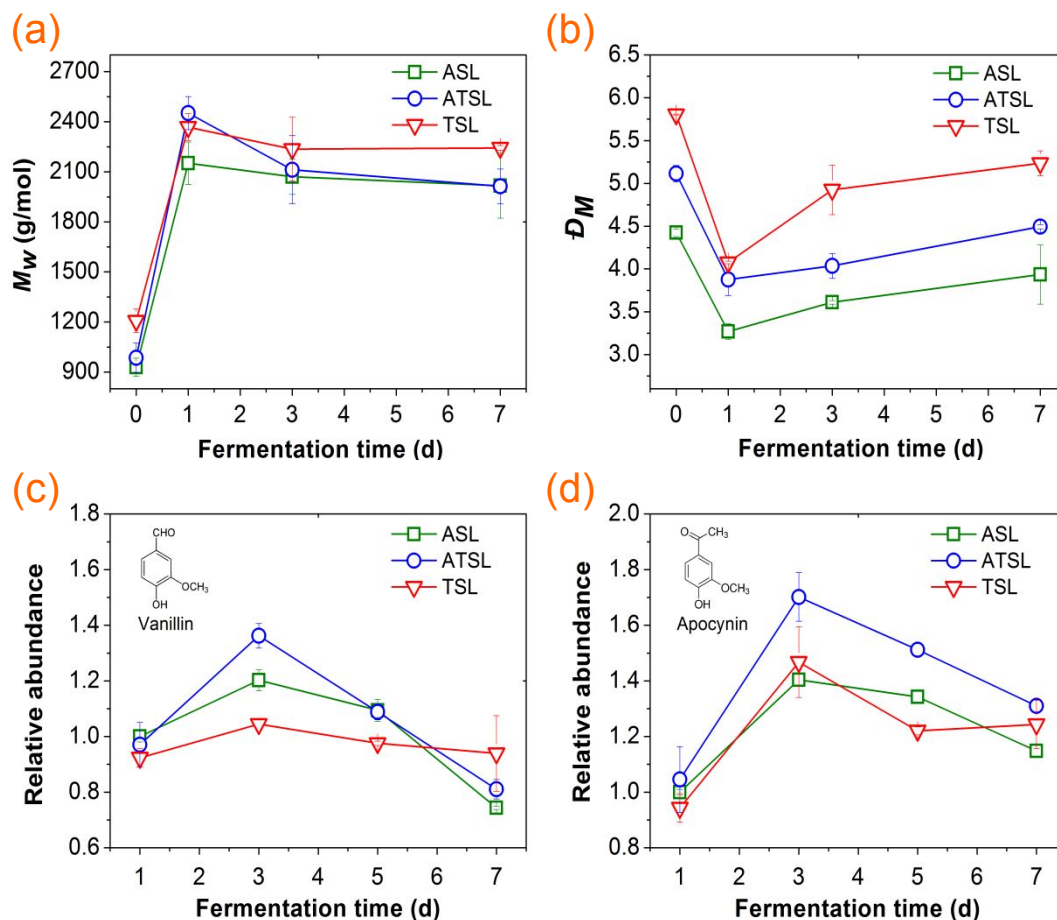 (a)
2700
2400
2100
1800
1500
1200
900
Mw (g/mol)
ASL
ATSL
TSL
0 1 2 3 4 5 6 7
Fermentation time (d)
(b)
6.5
6.0
5.5
5.0
4.5
4.0
3.5
3.0
ĐM
ASL
ATSL
TSL
0 1 2 3 4 5 6 7
Fermentation time (d)
(c)
1.8
1.6
1.4
1.2
1.0
0.8
0.6
Relative abundance
CHO
OCH3
OH
Vanillin
ASL
ATSL
TSL
1 2 3 4 5 6 7
Fermentation time (d)
(d)
2.0
1.8
1.6
1.4
1.2
1.0
0.8
Relative abundance
O CH3
OCH3
OH
Apocynin
ASL
ATSL
TSL
1 2 3 4 5 6 7
Fermentation time (d)